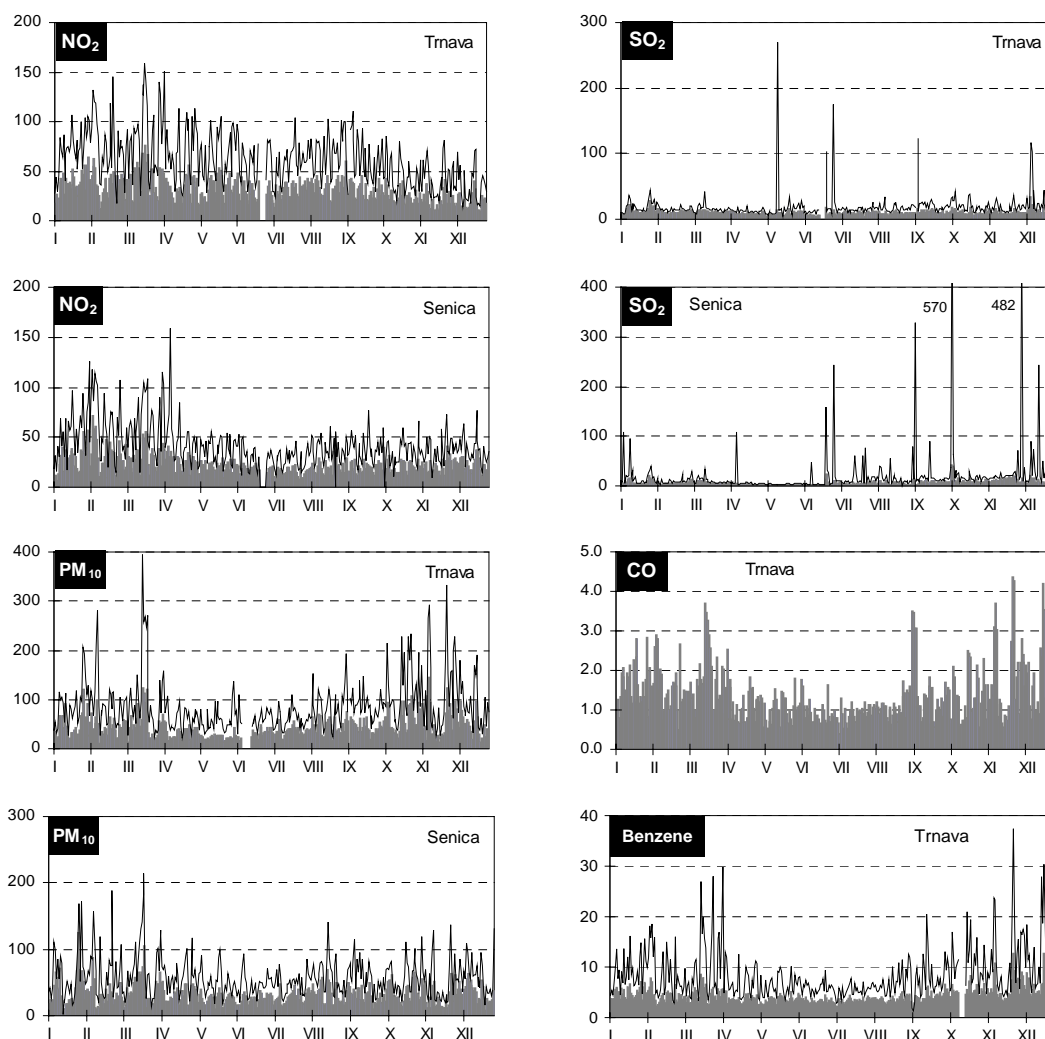 NO₂ Trnava
200
150
100
50
0
I II III IV V VI VII VIII IX X XI XII
SO₂ Trnava
300
200
100
0
I II III IV V VI VII VIII IX X XI XII
NO₂ Senica
200
150
100
50
0
I II III IV V VI VII VIII IX X XI XII
SO₂ Senica
570 482
400
300
200
100
0
I II III IV V VI VII VIII IX X XI XII
PM₁₀ Trnava
400
300
200
100
0
I II III IV V VI VII VIII IX X XI XII
CO Trnava
5.0
4.0
3.0
2.0
1.0
0.0
I II III IV V VI VII VIII IX X XI XII
PM₁₀ Senica
300
200
100
0
I II III IV V VI VII VIII IX X XI XII
Benzene Trnava
40
30
20
10
0
I II III IV V VI VII VIII IX X XI XII